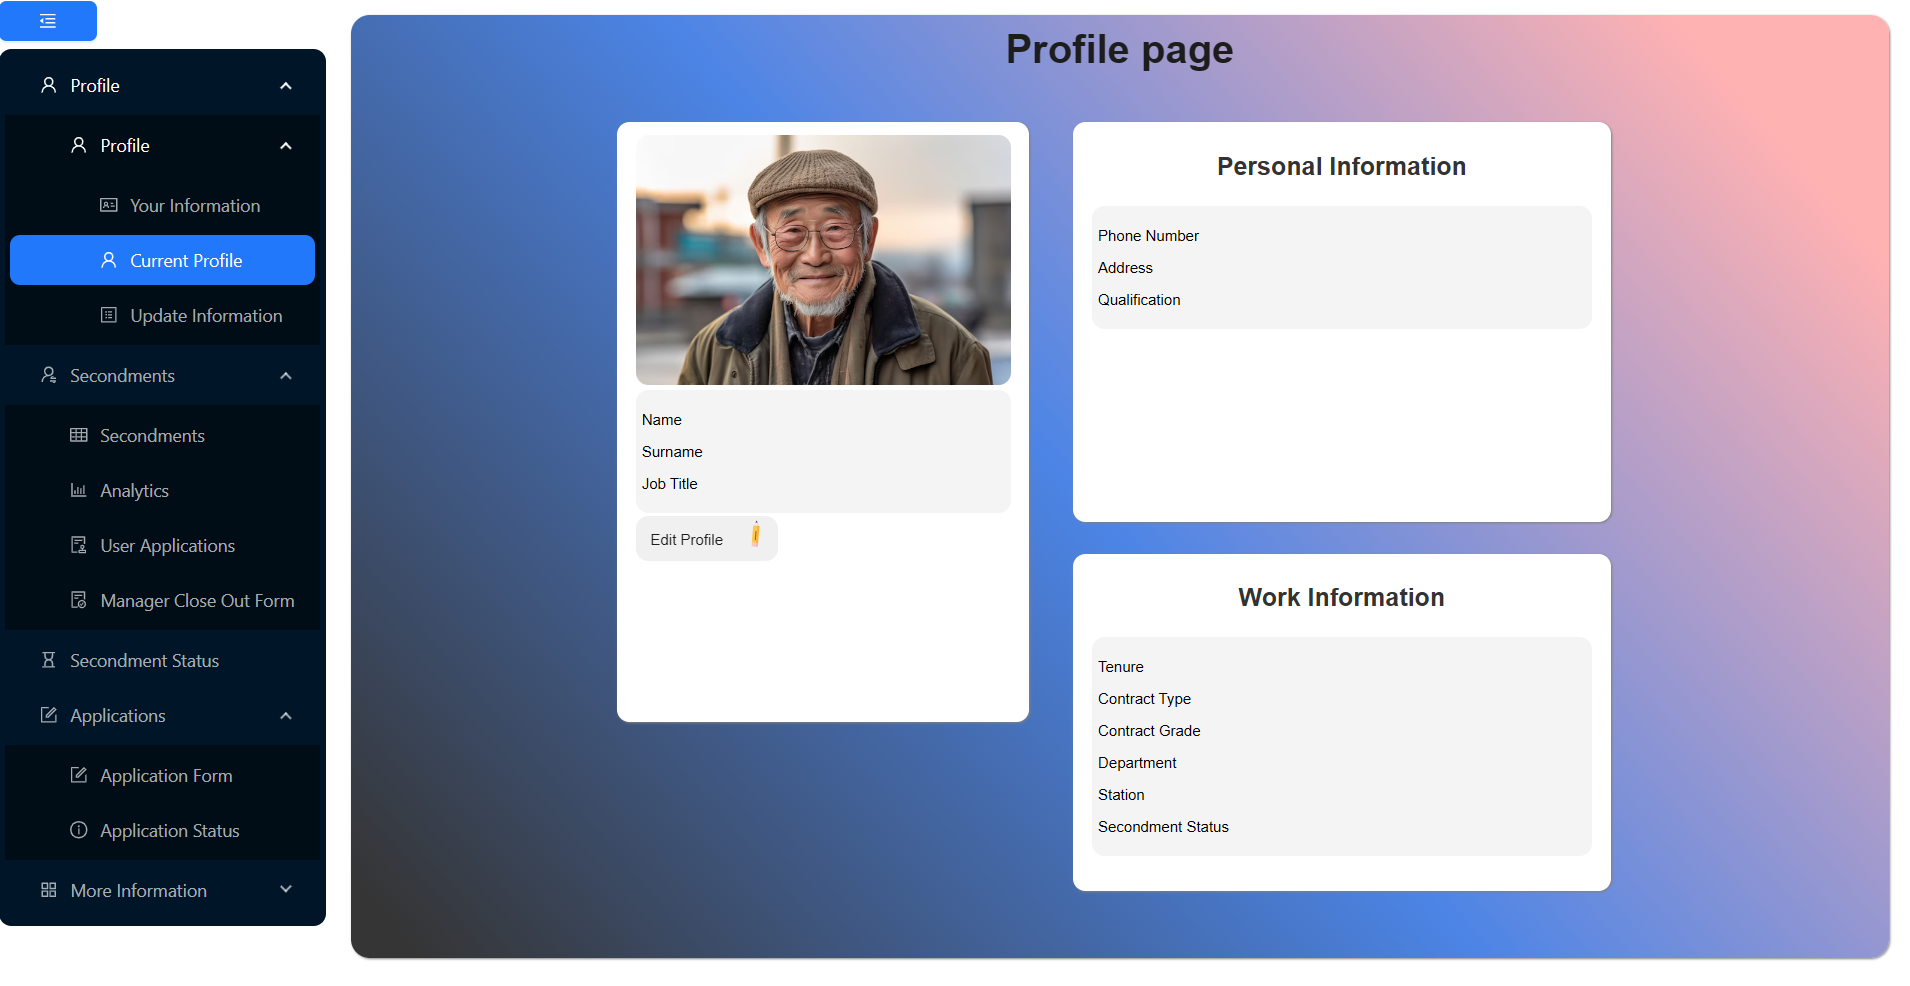 Profile
Profile
Your Information
Current Profile
Update Information
Secondments
Secondments
Analytics
User Applications
Manager Close Out Form
Secondment Status
Applications
Application Form
Application Status
More Information
Profile page
Name
Surname
Job Title
Edit Profile
Personal Information
Phone Number
Address
Qualification
Work Information
Tenure
Contract Type
Contract Grade
Department
Station
Secondment Status